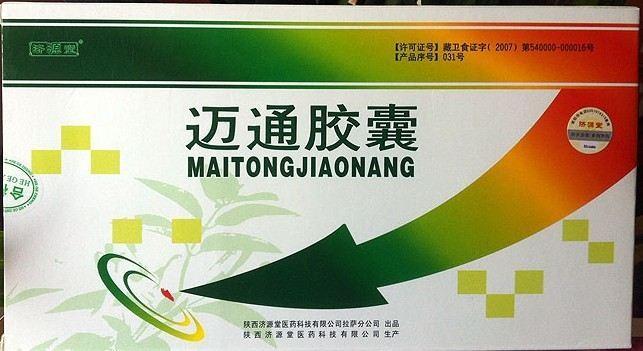 济源堂®
【许可证号】藏卫食证字(2007)第540000-000016号
【产品序号】031号
迈通胶囊
MAITONGJIAONANG
济源堂
合格
HEGE
陕西济源堂医药科技有限公司拉萨分公司 出品
陕西济源堂医药科技有限公司 生产